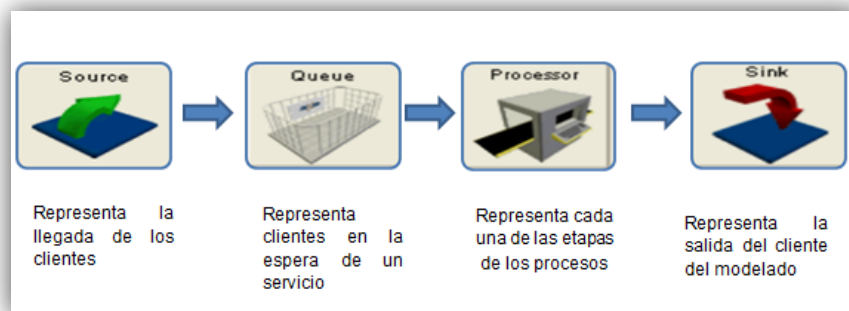 Source
Queue
Processor
Sink
Representa la
llegada de los
clientes
Representa
clientes en la
espera de un
servicio
Representa cada
una de las etapas
de los procesos
Representa la
salida del cliente
del modelado